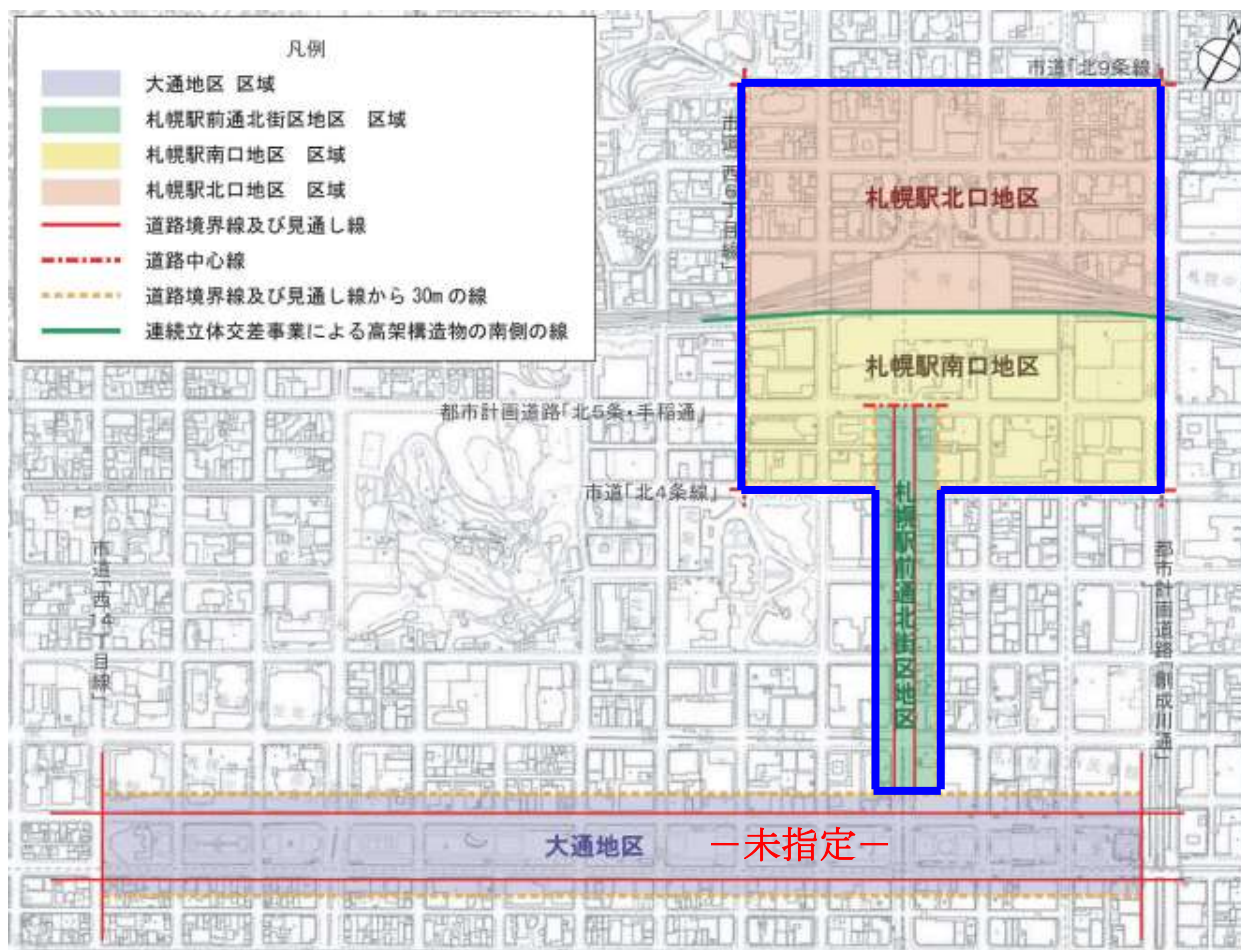 凡例
大通地区 区域
札幌駅前通北街区地区 区域
札幌駅南口地区 区域
札幌駅北口地区 区域
道路境界線及び見通し線
道路中心線
道路境界線及び見通し線から 30m の線
連続立体交差事業による高架構造物の南側の線
N
市道「北9条線」
市道「西6丁目線」
札幌駅北口地区
札幌駅南口地区
都市計画道路「北5条・手稲通」
市道「北4条線」
札幌駅前通北街区地区
市道「西14丁目線」
都市計画道路「創成川通」
大通地区
－未指定－